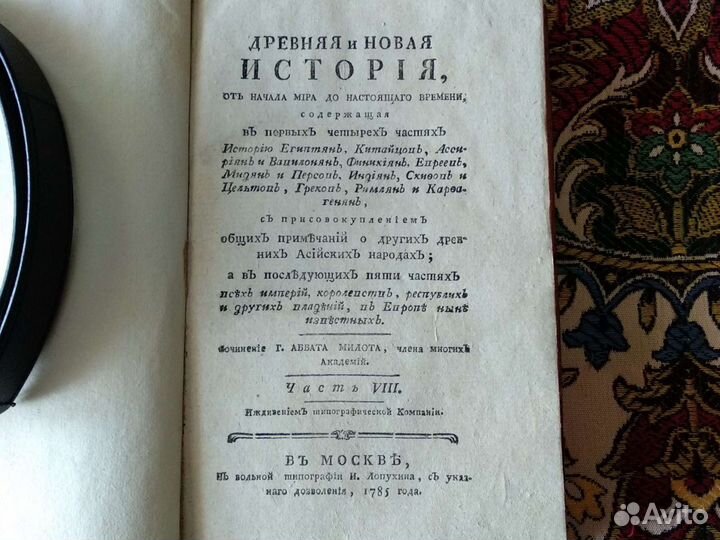 ДРЕВНЯЯ и НОВАЯ
ИСТОРІЯ,
отъ начала міра до настоящаго времени,
содержащая
въ первыхъ четырехъ частяхъ
Исторію Египтянъ, Китайцовъ, Асси-
ріянъ и Вавилонянъ, Финикіянъ, Евреевъ,
Мидянъ и Персовъ, Индіянъ, Скивовъ и
Цельтовъ, Грековъ, Римлянъ и Карѳа-
генянъ,
съ присовокупленіемъ
общихъ примѣчаній о другихъ древ-
нихъ Асійскихъ народахъ;
а въ послѣдующихъ пяти частяхъ
всѣхъ имперій, королевствъ, республикъ
и другихъ владѣній, въ Европѣ нынѣ
извѣстныхъ.
Сочиненіе Г. АББАТА МИЛОТА, члена многихъ
Академій.
Часть VIII.
Иждивеніемъ типографической Компаніи.
ВЪ МОСКВѢ,
Въ вольной типографіи И. Лопухина, съ указ-
наго дозволенія, 1785 года.
Avito